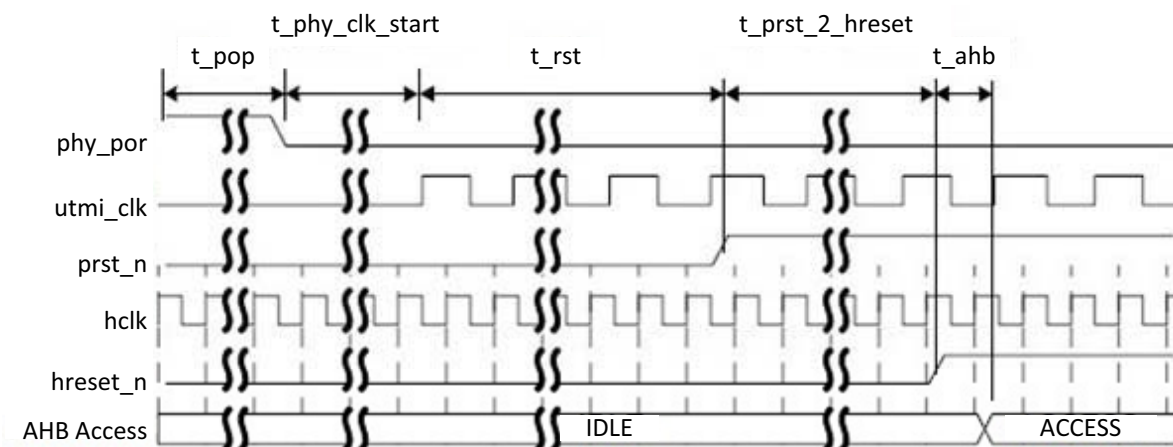 t_phy_clk_start t_prst_2_hreset
t_pop t_rst t_ahb
phy_por
utmi_clk
prst_n
hclk
hreset_n
AHB Access IDLE ACCESS